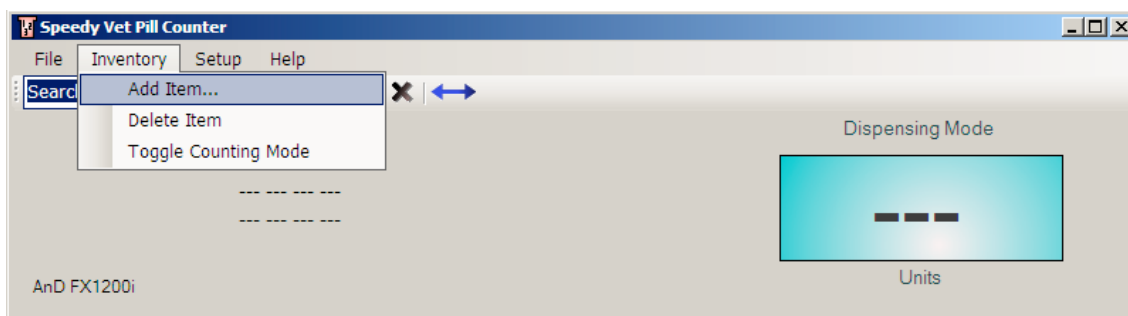 Speedy Vet Pill Counter
File Inventory Setup Help
Searc
Add Item...
Delete Item
Toggle Counting Mode
Dispensing Mode
--- --- --- ---
--- --- --- ---
---
Units
AnD FX1200i